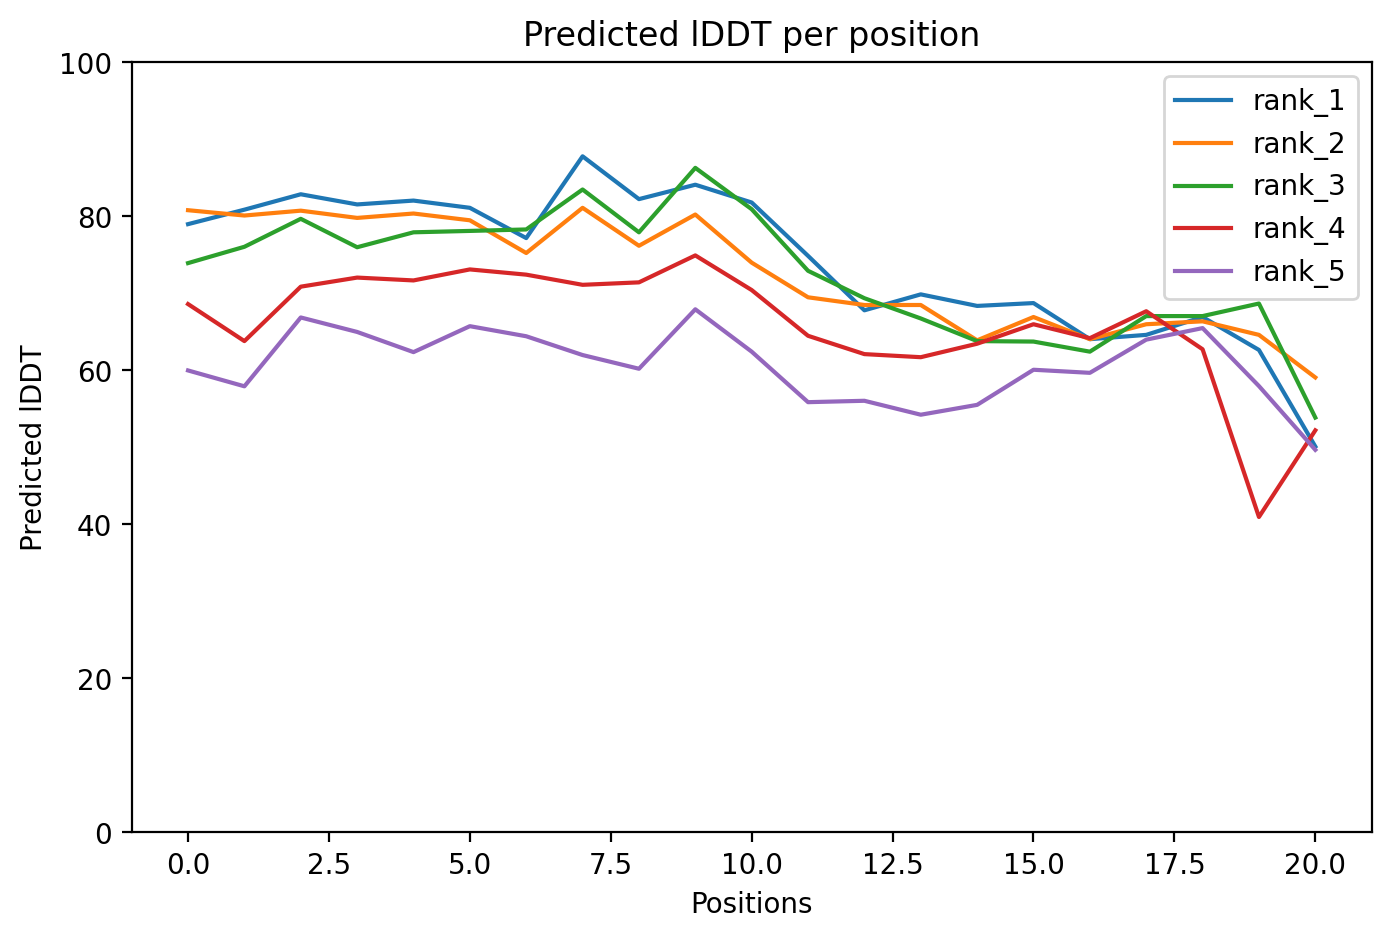 Predicted lDDT per position
100
80
60
40
20
0
Predicted lDDT
rank_1
rank_2
rank_3
rank_4
rank_5
0.0 2.5 5.0 7.5 10.0 12.5 15.0 17.5 20.0
Positions